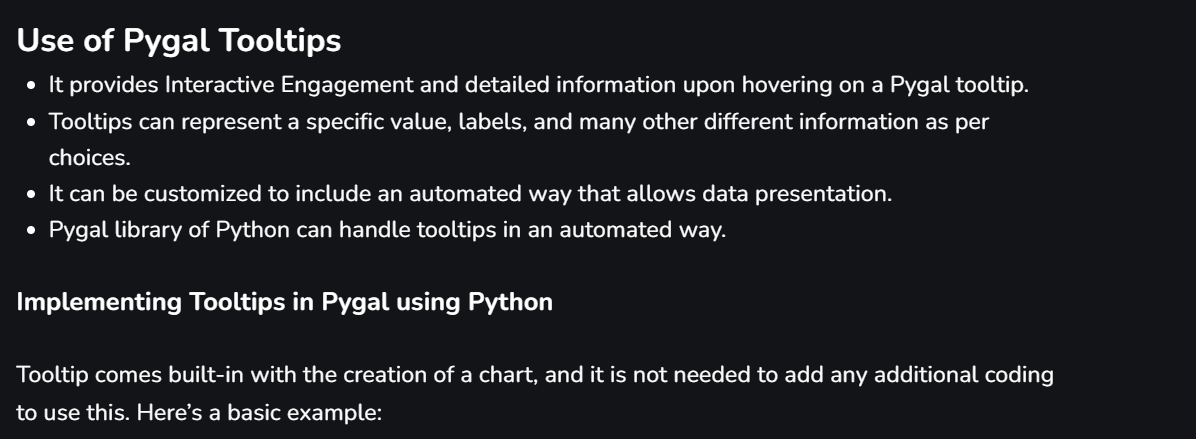 Use of Pygal Tooltips
• It provides Interactive Engagement and detailed information upon hovering on a Pygal tooltip.
• Tooltips can represent a specific value, labels, and many other different information as per
choices.
• It can be customized to include an automated way that allows data presentation.
• Pygal library of Python can handle tooltips in an automated way.
Implementing Tooltips in Pygal using Python
Tooltip comes built-in with the creation of a chart, and it is not needed to add any additional coding
to use this. Here’s a basic example: